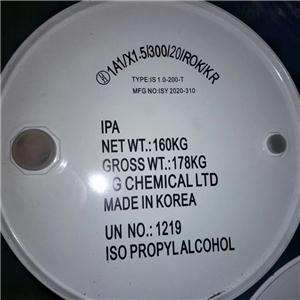 1A1/X1.5/300/20/ROK/KR
TYPE:IS 1.0-200-T
MFG NO:ISY 2020-310
IPA
NET WT.:160KG
GROSS WT.:178KG
G CHEMICAL LTD
MADE IN KOREA
UN NO.: 1219
ISO PROPYL ALCOHOL